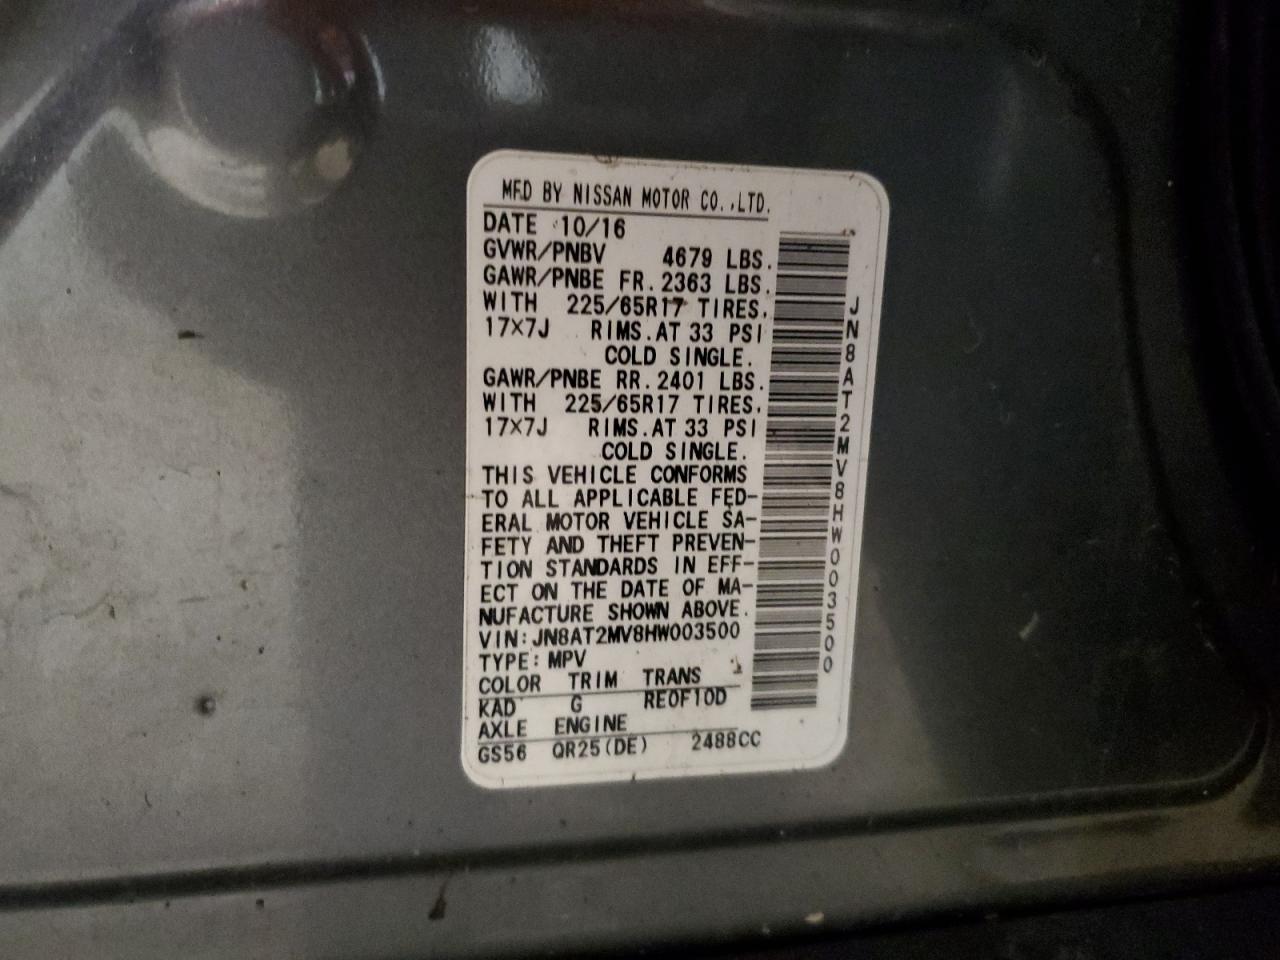 MFD BY NISSAN MOTOR CO.,LTD.
DATE 10/16
GVWR/PNBV 4679 LBS.
GAWR/PNBE FR. 2363 LBS.
WITH 225/65R17 TIRES,
17×7J RIMS.AT 33 PSI
COLD SINGLE.
GAWR/PNBE RR. 2401 LBS.
WITH 225/65R17 TIRES,
17×7J RIMS.AT 33 PSI
COLD SINGLE.
THIS VEHICLE CONFORMS
TO ALL APPLICABLE FED-
ERAL MOTOR VEHICLE SA-
FETY AND THEFT PREVEN-
TION STANDARDS IN EFF-
ECT ON THE DATE OF MA-
NUFACTURE SHOWN ABOVE.
VIN:JN8AT2MV8HW003500
TYPE:MPV
COLOR TRIM TRANS
KAD G RE0F10D
AXLE ENGINE
GS56 QR25(DE) 2488CC
JN8AT2MV8HW003500